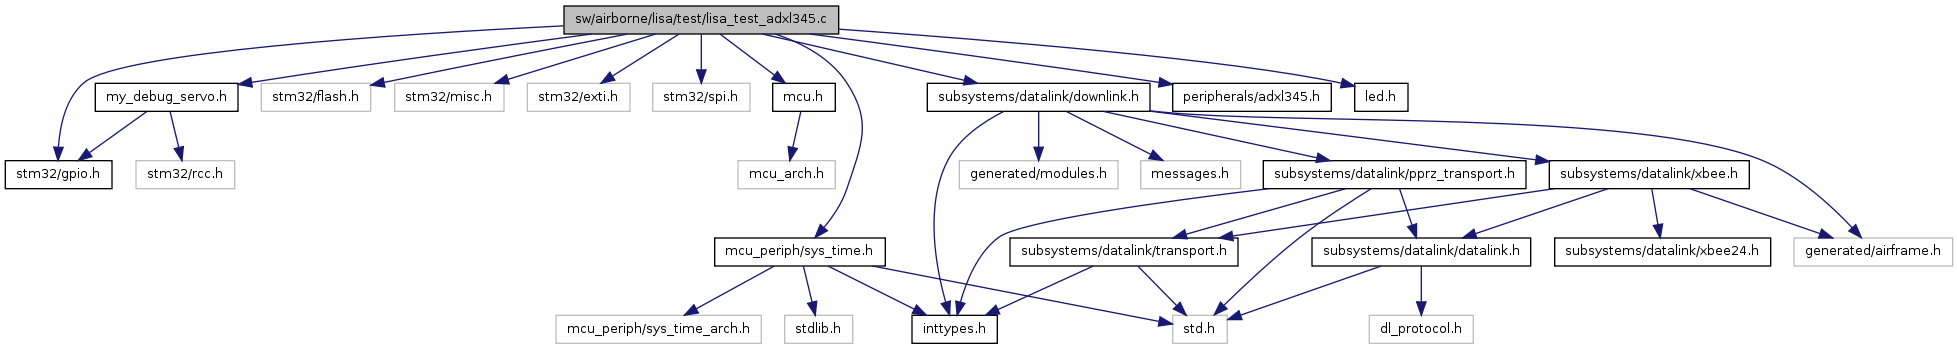 sw/airborne/lisa/test/lisa_test_adxl345.c
my_debug_servo.h
stm32/flash.h
stm32/misc.h
stm32/exti.h
stm32/spi.h
mcu.h
subsystems/datalink/downlink.h
peripherals/adxl345.h
led.h
stm32/gpio.h
stm32/rcc.h
mcu_arch.h
generated/modules.h
messages.h
subsystems/datalink/pprz_transport.h
subsystems/datalink/xbee.h
mcu_periph/sys_time.h
subsystems/datalink/transport.h
subsystems/datalink/datalink.h
subsystems/datalink/xbee24.h
generated/airframe.h
mcu_periph/sys_time_arch.h
stdlib.h
inttypes.h
std.h
dl_protocol.h